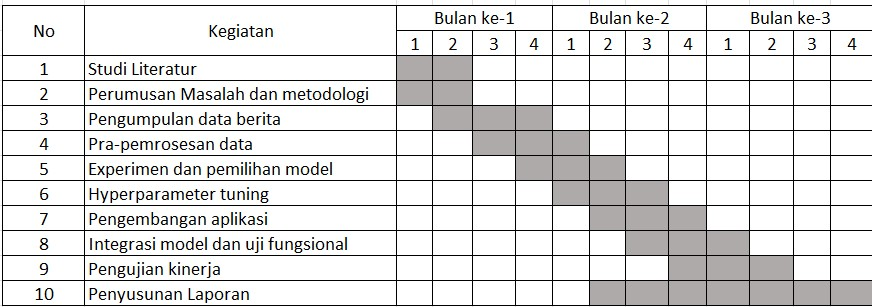 No Kegiatan Bulan ke-1 Bulan ke-2 Bulan ke-3
1 2 3 4 1 2 3 4 1 2 3 4
1 Studi Literatur
2 Perumusan Masalah dan metodologi
3 Pengumpulan data berita
4 Pra-pemrosesan data
5 Experimen dan pemilihan model
6 Hyperparameter tuning
7 Pengembangan aplikasi
8 Integrasi model dan uji fungsional
9 Pengujian kinerja
10 Penyusunan Laporan